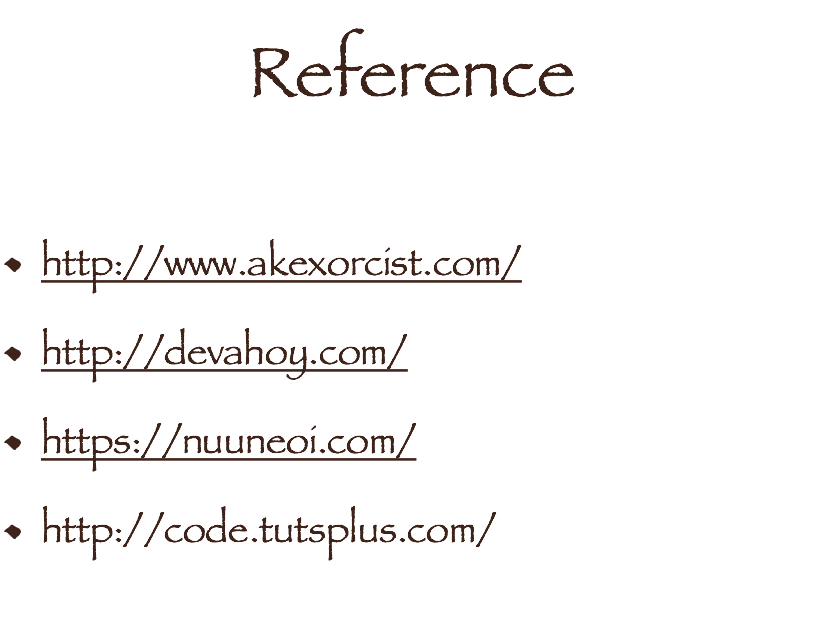 Reference
• http://www.akexorcist.com/
• http://devahoy.com/
• https://nuuneoi.com/
• http://code.tutsplus.com/